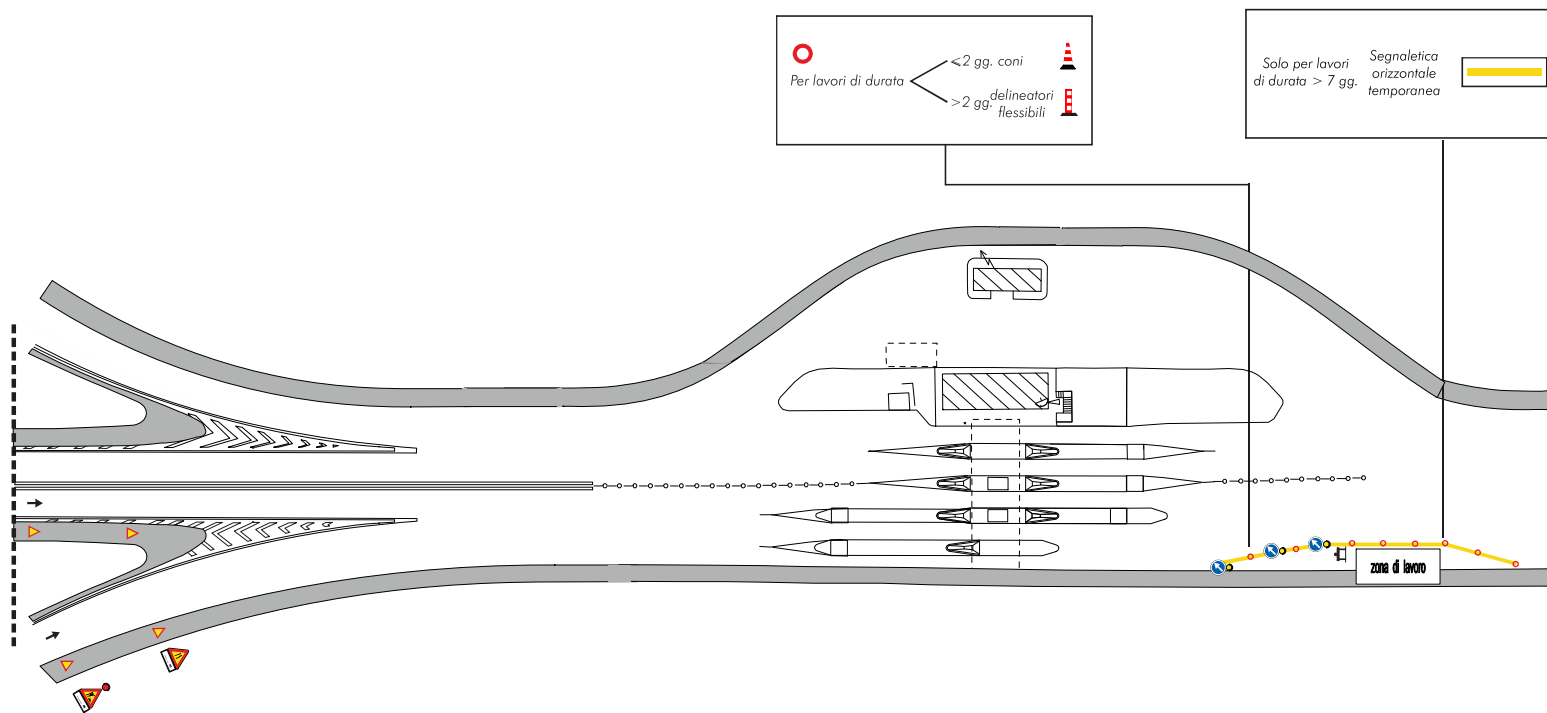 Per lavori di durata
⩽2 gg. coni
>2 gg. delineatori
flessibili
Solo per lavori
di durata > 7 gg.
Segnaletica
orizzontale
temporanea
zona di lavoro